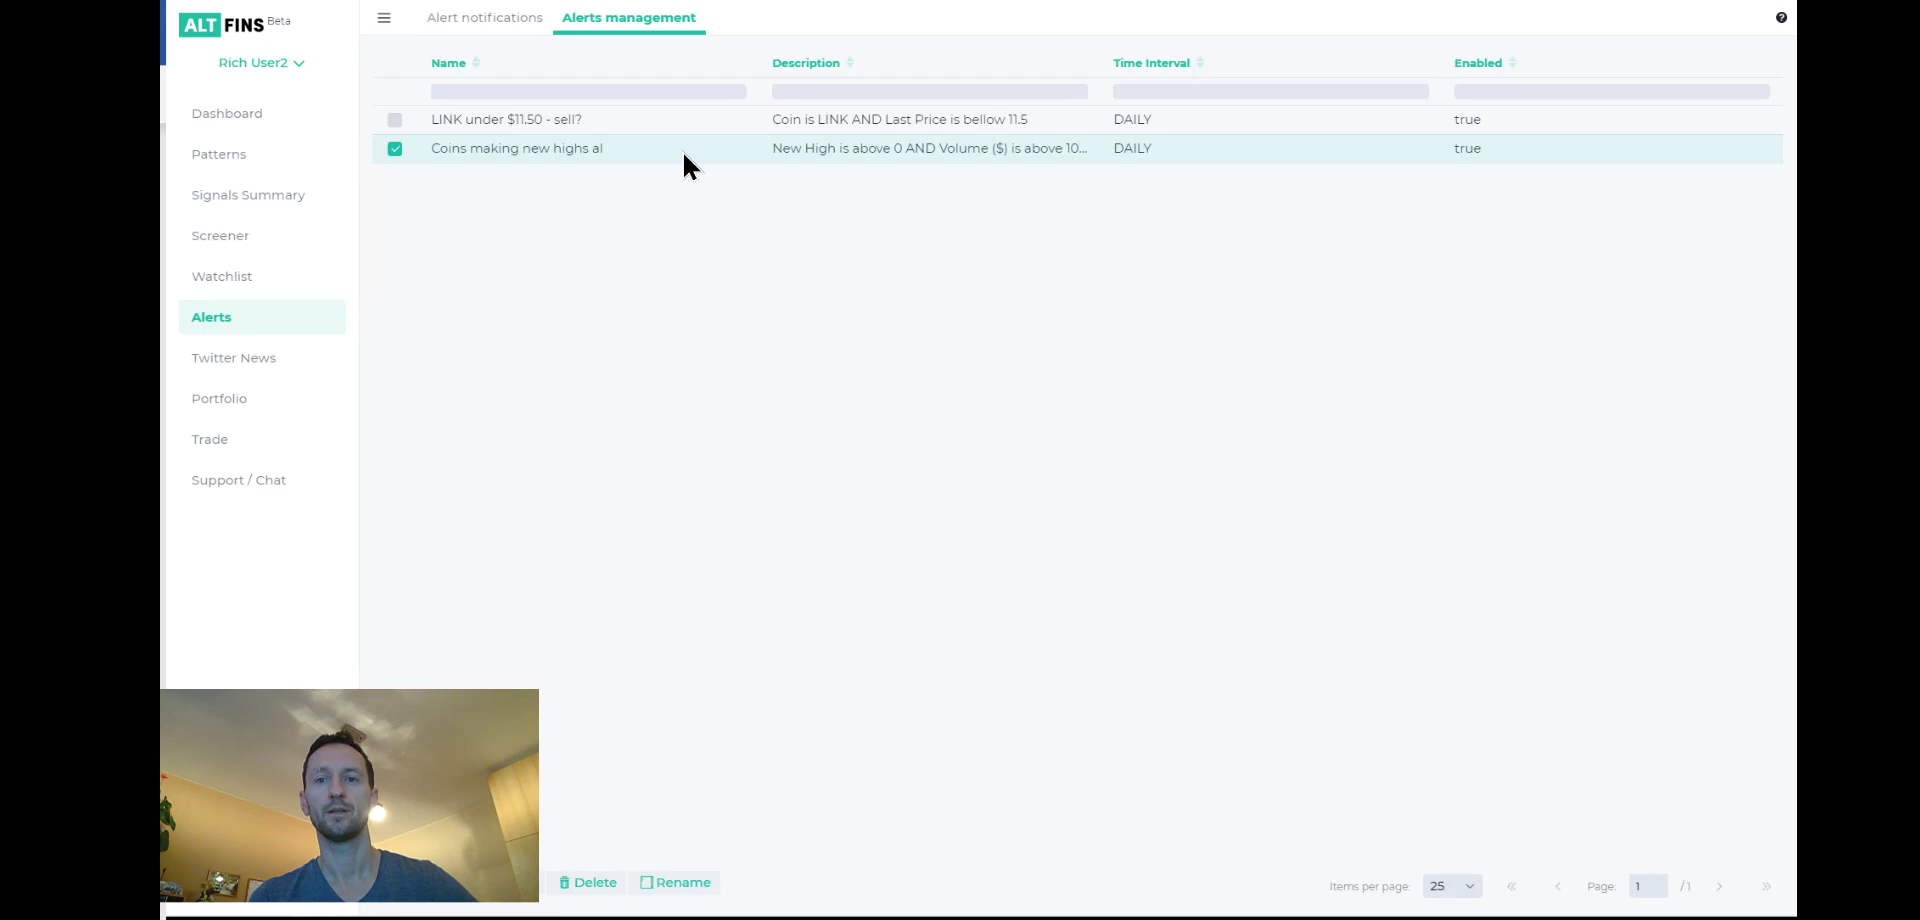 ALT FINS Beta
Rich User2
Dashboard
Patterns
Signals Summary
Screener
Watchlist
Alerts
Twitter News
Portfolio
Trade
Support / Chat
Alert notifications Alerts management
Name Description Time Interval Enabled
LINK under $11.50 - sell? Coin is LINK AND Last Price is bellow 11.5 DAILY true
Coins making new highs al New High is above 0 AND Volume ($) is above 10... DAILY true
Delete Rename
Items per page: 25 Page: 1 / 1